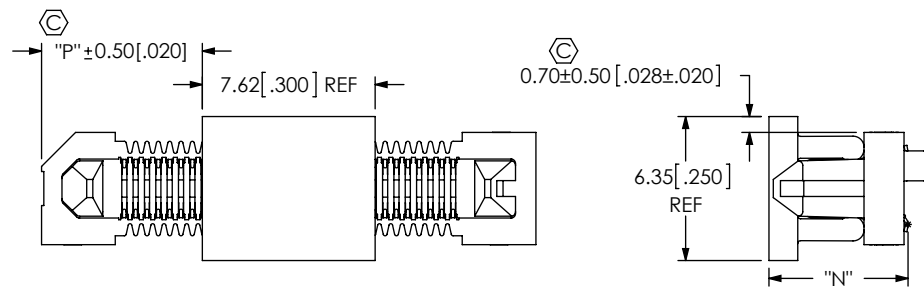 C
"P"±0.50[.020]
7.62[.300] REF
C
0.70±0.50 [.028±.020]
6.35[.250]
REF
"N"